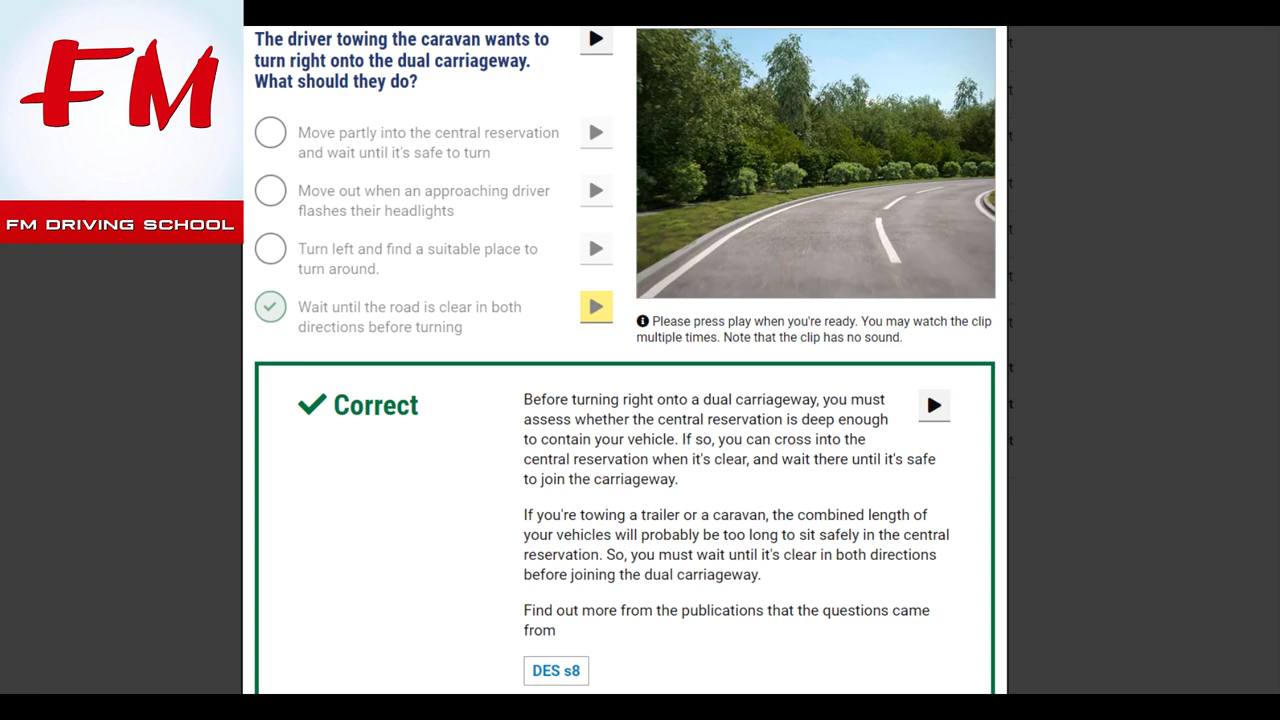 FM
FM DRIVING SCHOOL
The driver towing the caravan wants to
turn right onto the dual carriageway.
What should they do?
Move partly into the central reservation
and wait until it's safe to turn
Move out when an approaching driver
flashes their headlights
Turn left and find a suitable place to
turn around.
Wait until the road is clear in both
directions before turning
Please press play when you're ready. You may watch the clip
multiple times. Note that the clip has no sound.
Correct
Before turning right onto a dual carriageway, you must
assess whether the central reservation is deep enough
to contain your vehicle. If so, you can cross into the
central reservation when it's clear, and wait there until it's safe
to join the carriageway.
If you're towing a trailer or a caravan, the combined length of
your vehicles will probably be too long to sit safely in the central
reservation. So, you must wait until it's clear in both directions
before joining the dual carriageway.
Find out more from the publications that the questions came
from
DES s8